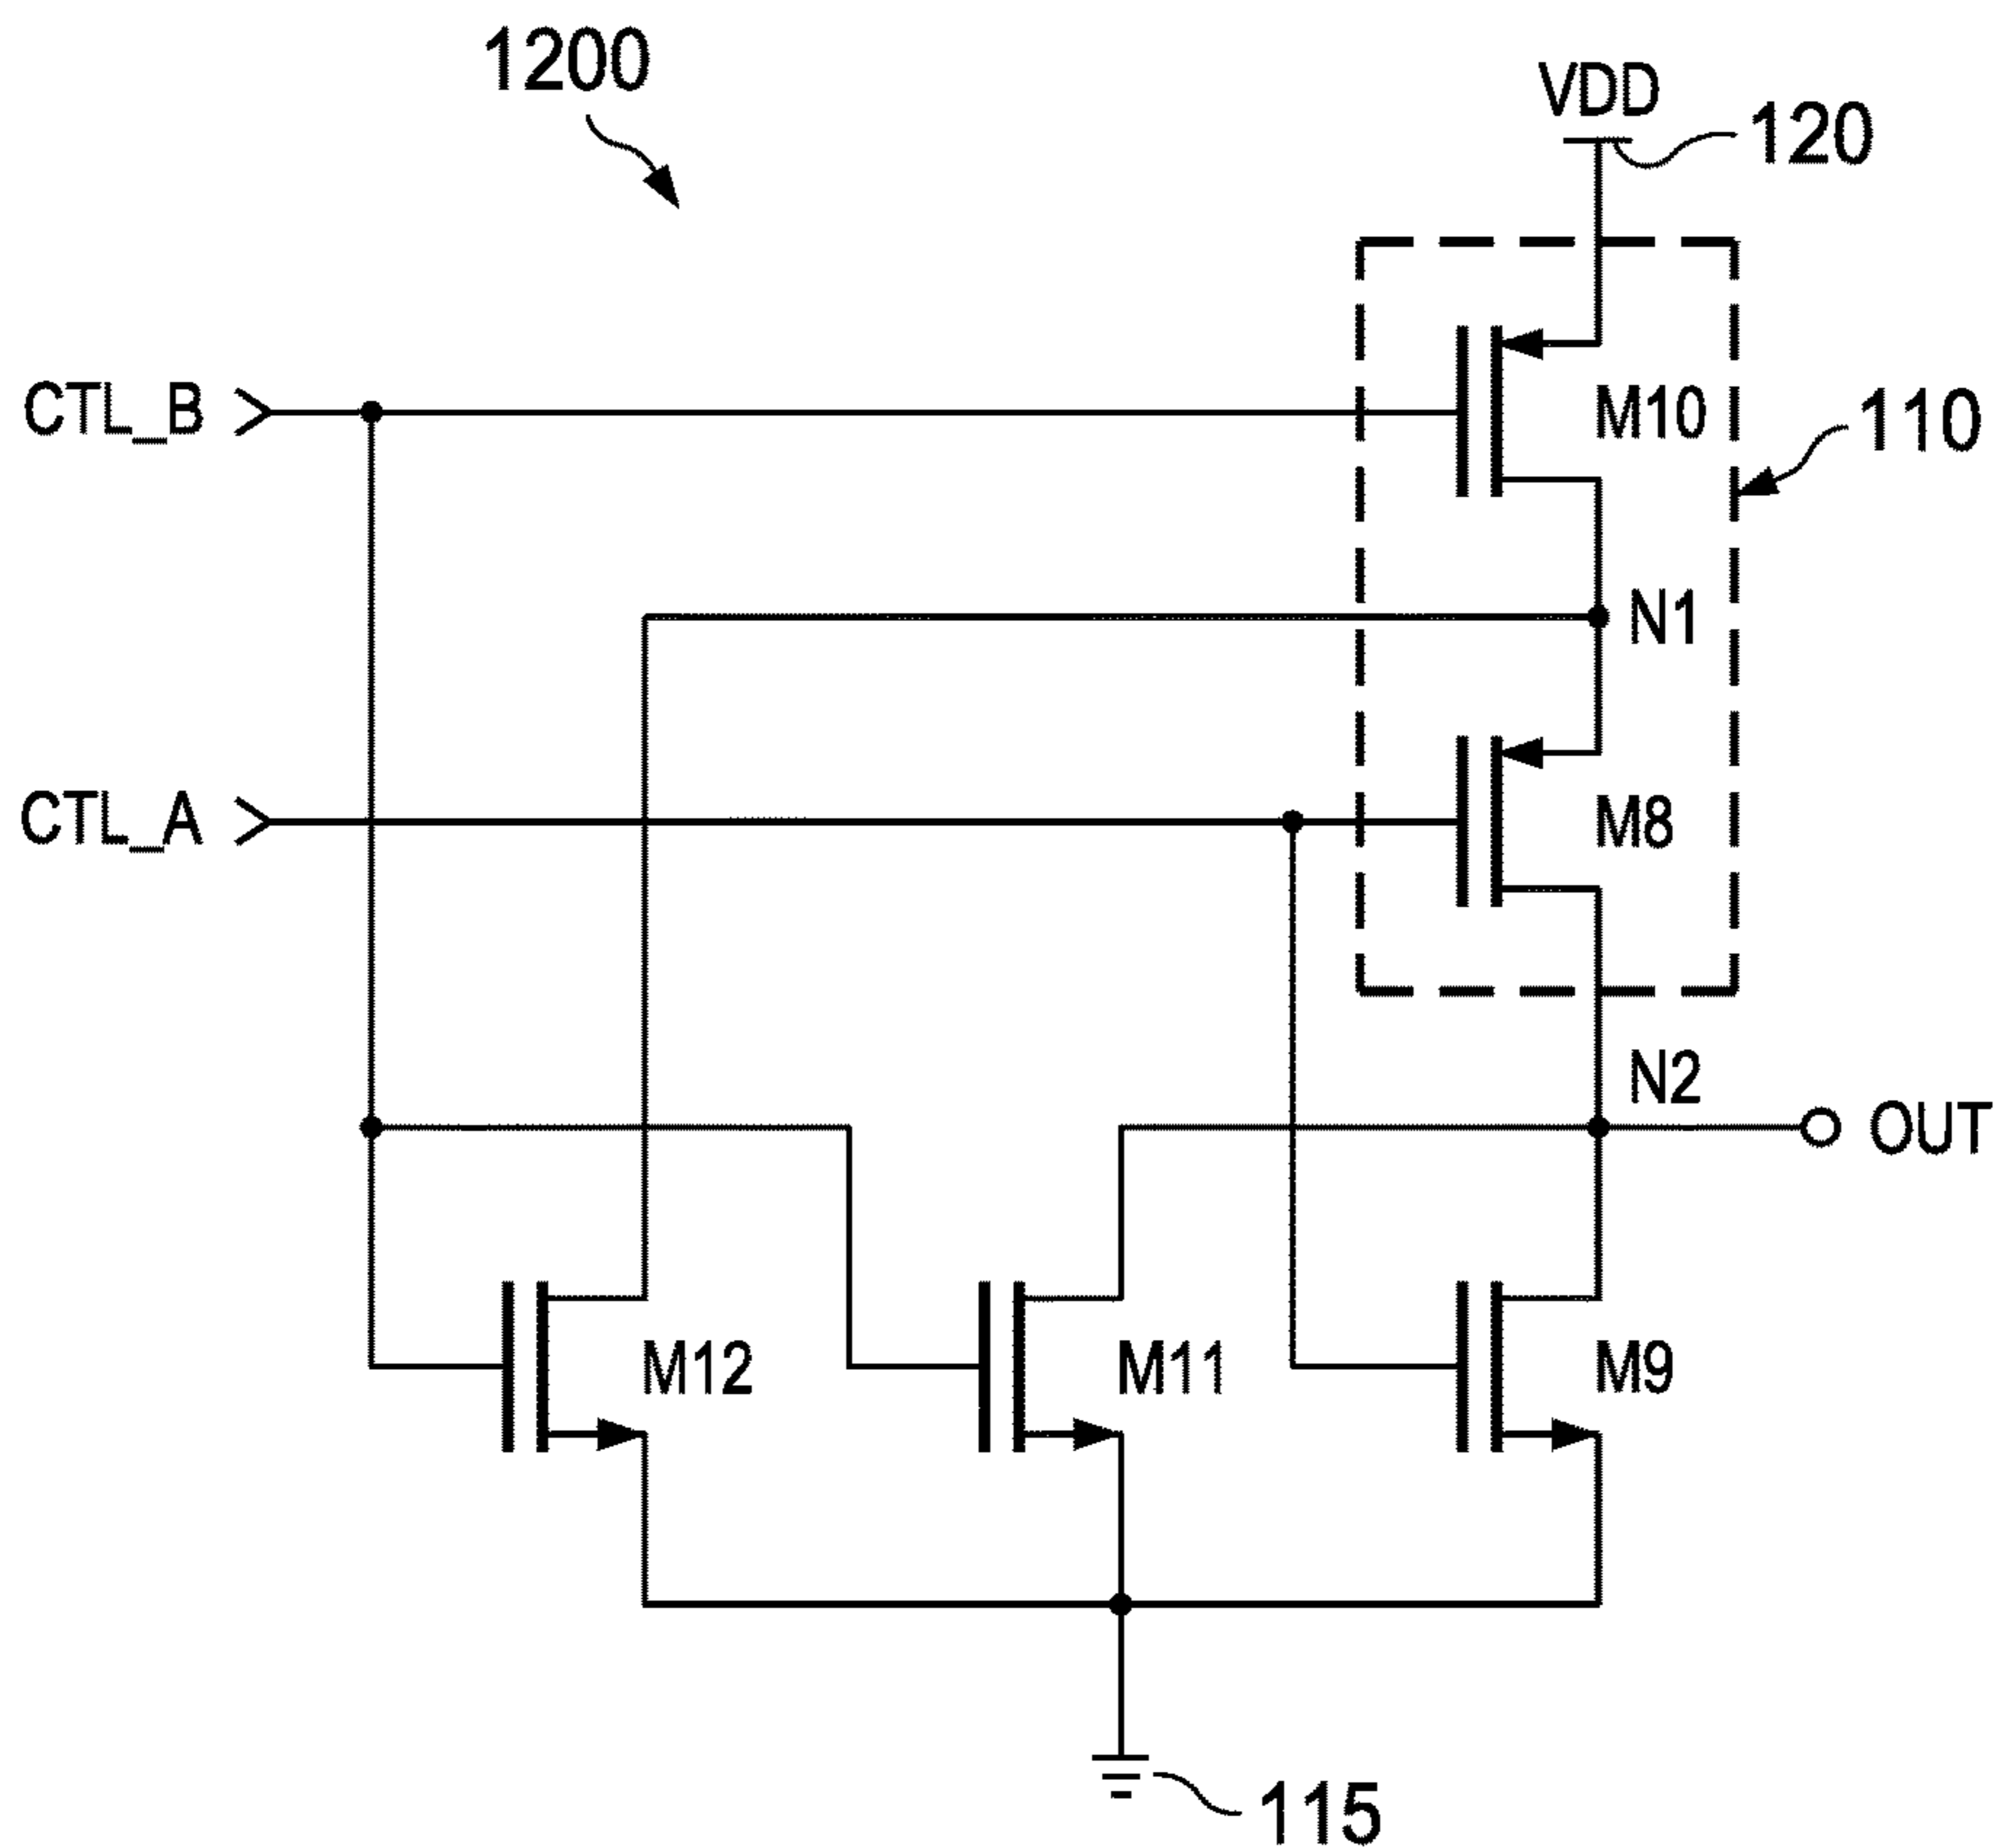 1200
VDD
120
CTL_B
M10
110
N1
CTL_A
M8
N2
OUT
M12
M11
M9
115